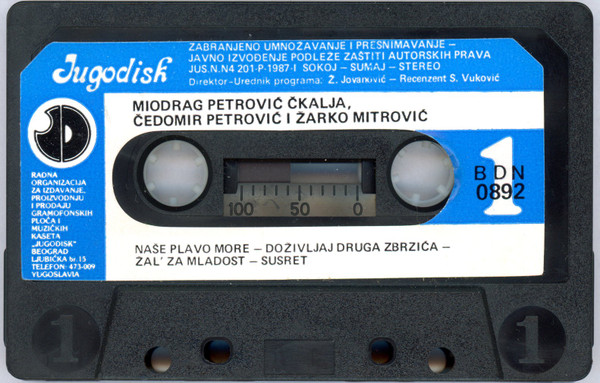 Jugodisk
ZABRANJENO UMNOŽAVANJE I PRESNIMAVANJE –
JAVNO IZVOĐENJE PODLEŽE ZAŠTITI AUTORSKIH PRAVA
JUS.N.N4 201-P-1987-I SOKOJ - SUMAJ - STEREO
Direktor-Urednik programa: Ž. Jovanović - Recenzent S. Vuković
MIODRAG PETROVIĆ ČKALJA,
ČEDOMIR PETROVIĆ I ŽARKO MITROVIĆ
1
BDN
0892
100 50 0
RADNA
ORGANIZACIJA
ZA IZDAVANJE,
PROIZVODNJU
I PRODAJU
GRAMOFONSKIH
PLOČA I
MUZIČKIH
KASETA
„JUGODISK"
BEOGRAD
LJUBIČKA br. 15
TELEFON: 473-009
YUGOSLAVIA
NAŠE PLAVO MORE – DOŽIVLJAJ DRUGA ZBRZIĆA –
ŽAL' ZA MLADOST – SUSRET
1 1